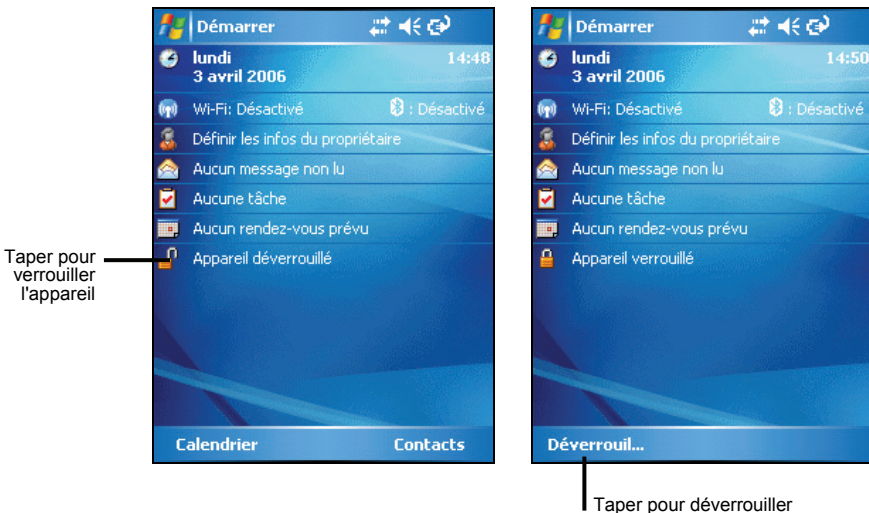 Démarrer
lundi 14:48
3 avril 2006
Wi-Fi: Désactivé : Désactivé
Définir les infos du propriétaire
Aucun message non lu
Aucune tâche
Aucun rendez-vous prévu
Appareil déverrouillé
Calendrier Contacts
Taper pour
verrouiller
l'appareil
Démarrer
lundi 14:50
3 avril 2006
Wi-Fi: Désactivé : Désactivé
Définir les infos du propriétaire
Aucun message non lu
Aucune tâche
Aucun rendez-vous prévu
Appareil verrouillé
Déverrouil...
Taper pour déverrouiller